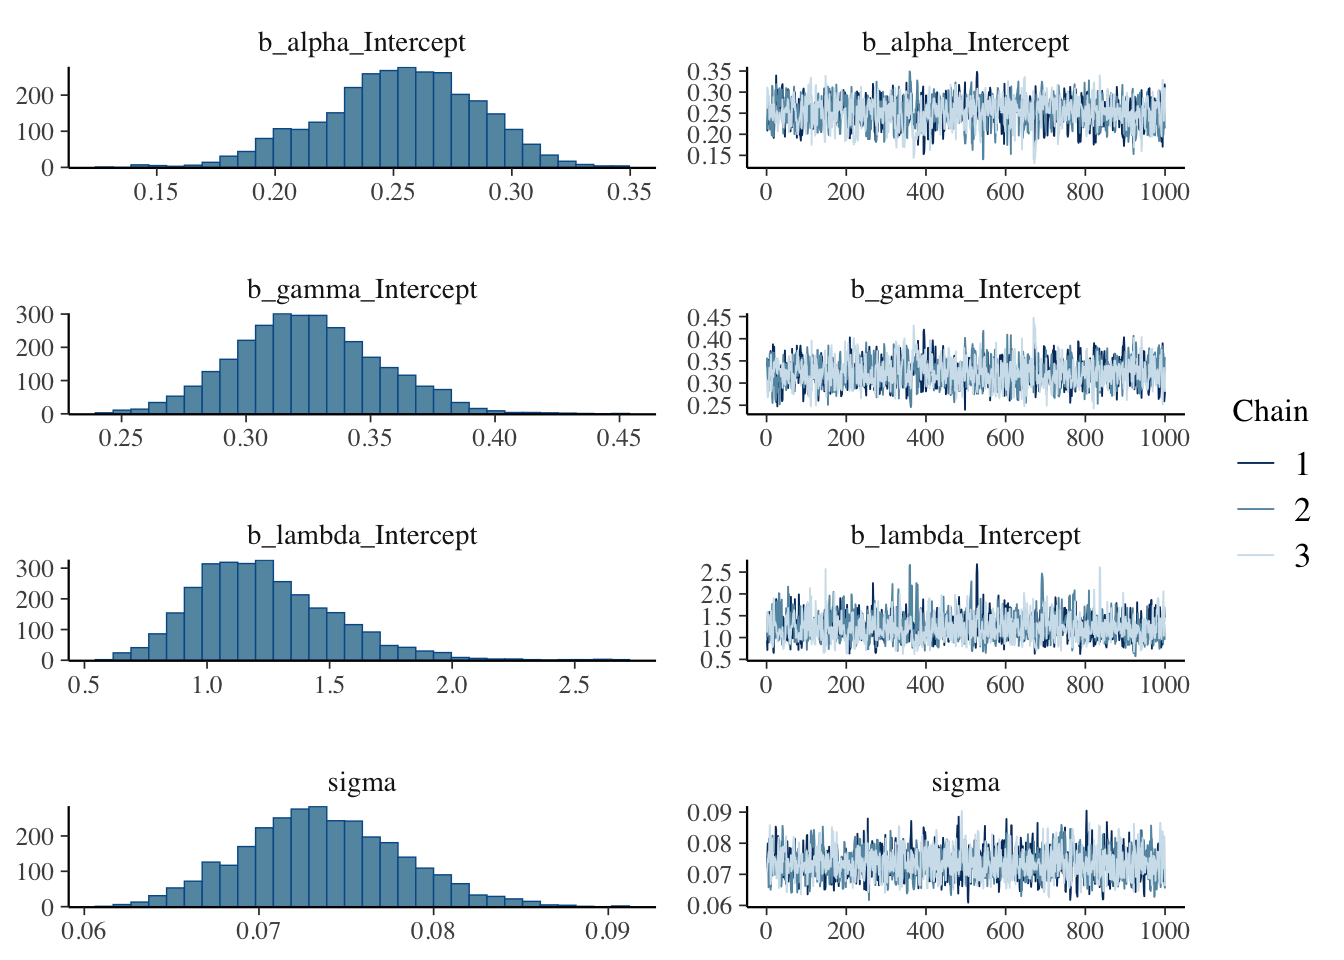 b_alpha_Intercept
b_alpha_Intercept
200
100
0
0.15 0.20 0.25 0.30 0.35
0.35
0.30
0.25
0.20
0.15
0 200 400 600 800 1000
b_gamma_Intercept
b_gamma_Intercept
300
200
100
0
0.25 0.30 0.35 0.40 0.45
0.45
0.40
0.35
0.30
0.25
0 200 400 600 800 1000
b_lambda_Intercept
b_lambda_Intercept
300
200
100
0
0.5 1.0 1.5 2.0 2.5
2.5
2.0
1.5
1.0
0.5
0 200 400 600 800 1000
sigma
sigma
200
100
0
0.06 0.07 0.08 0.09
0.09
0.08
0.07
0.06
0 200 400 600 800 1000
Chain
1
2
3